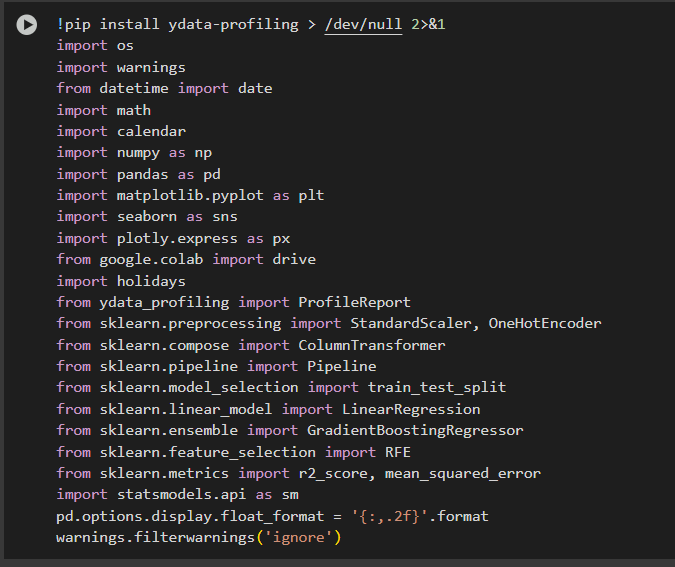 !pip install ydata-profiling > /dev/null 2>&1
import os
import warnings
from datetime import date
import math
import calendar
import numpy as np
import pandas as pd
import matplotlib.pyplot as plt
import seaborn as sns
import plotly.express as px
from google.colab import drive
import holidays
from ydata_profiling import ProfileReport
from sklearn.preprocessing import StandardScaler, OneHotEncoder
from sklearn.compose import ColumnTransformer
from sklearn.pipeline import Pipeline
from sklearn.model_selection import train_test_split
from sklearn.linear_model import LinearRegression
from sklearn.ensemble import GradientBoostingRegressor
from sklearn.feature_selection import RFE
from sklearn.metrics import r2_score, mean_squared_error
import statsmodels.api as sm
pd.options.display.float_format = '{:,.2f}'.format
warnings.filterwarnings('ignore')